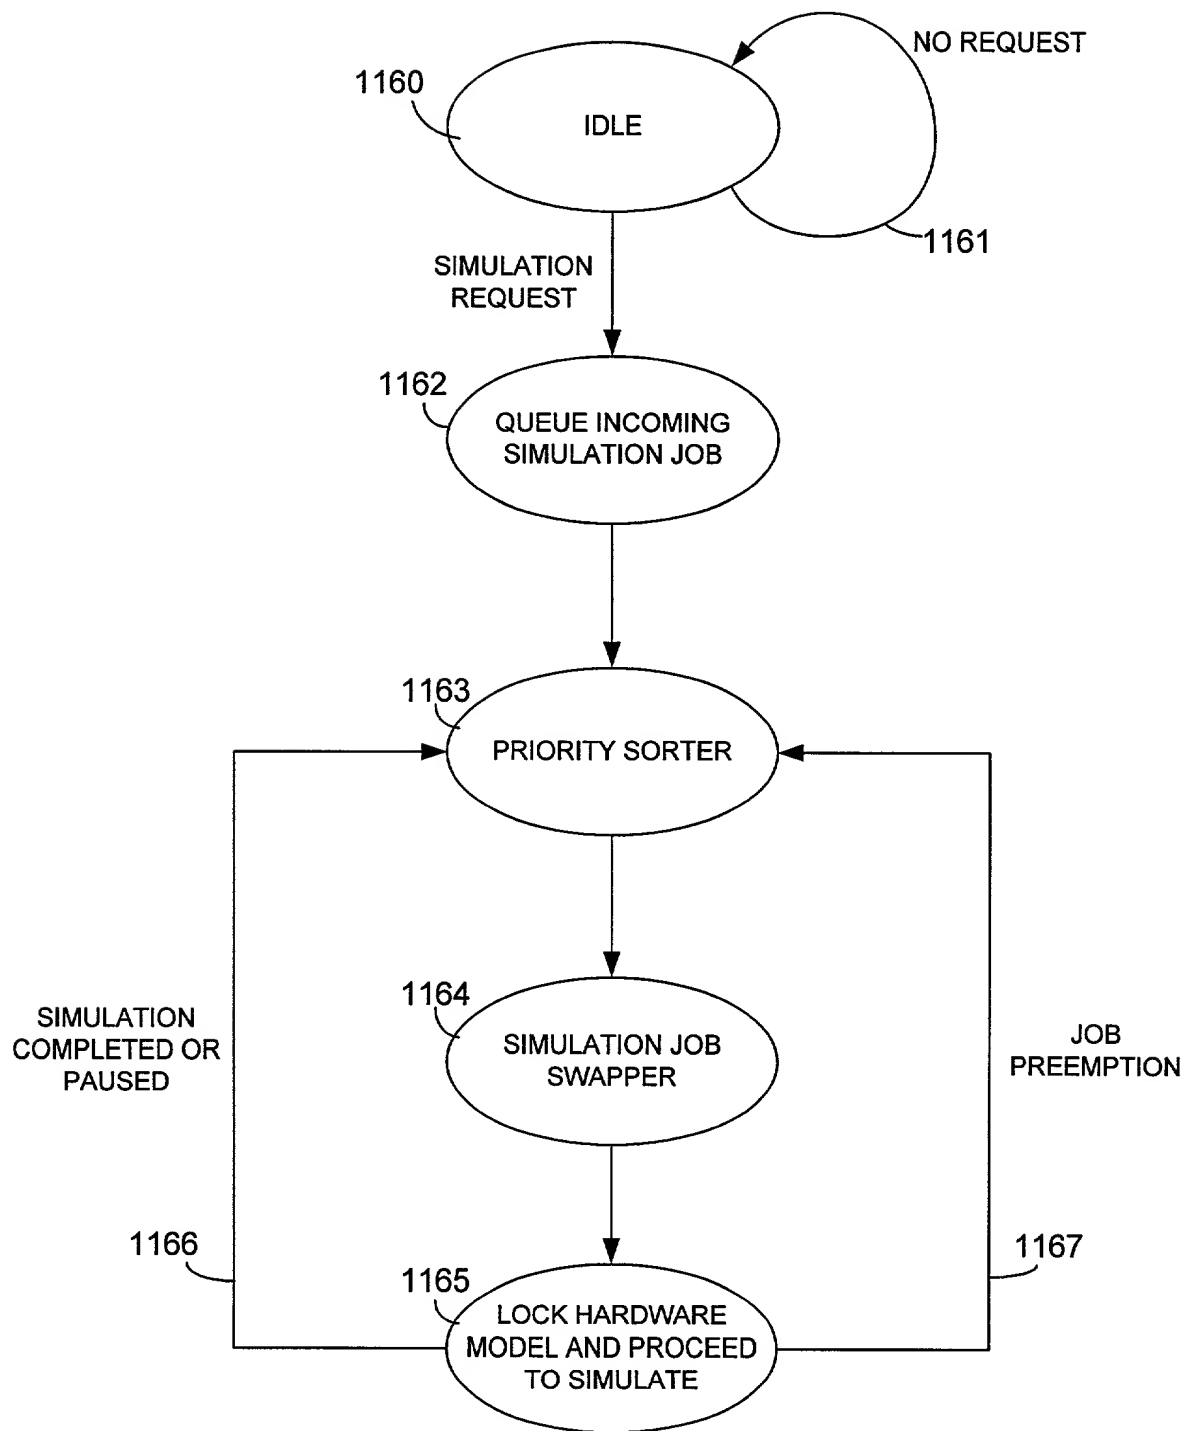 NO REQUEST
1160
IDLE
1161
SIMULATION
REQUEST
1162
QUEUE INCOMING
SIMULATION JOB
1163
PRIORITY SORTER
1164
SIMULATION
COMPLETED OR
PAUSED
SIMULATION JOB
SWAPPER
JOB
PREEMPTION
1166
1167
1165
LOCK HARDWARE
MODEL AND PROCEED
TO SIMULATE